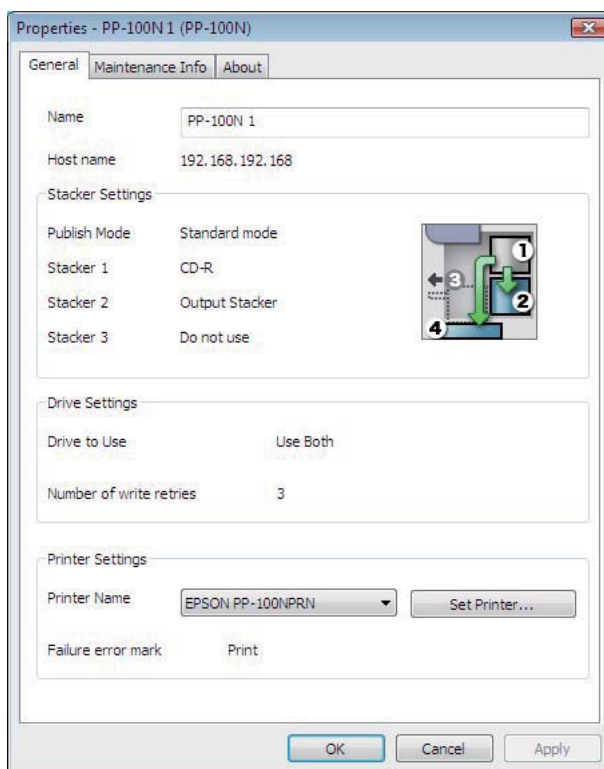 Properties - PP-100N 1 (PP-100N)
General Maintenance Info About
Name PP-100N 1
Host name 192.168.192.168
Stacker Settings
Publish Mode Standard mode
Stacker 1 CD-R
Stacker 2 Output Stacker
Stacker 3 Do not use
1
3
2
4
Drive Settings
Drive to Use Use Both
Number of write retries 3
Printer Settings
Printer Name EPSON PP-100NPRN Set Printer...
Failure error mark Print
OK Cancel Apply